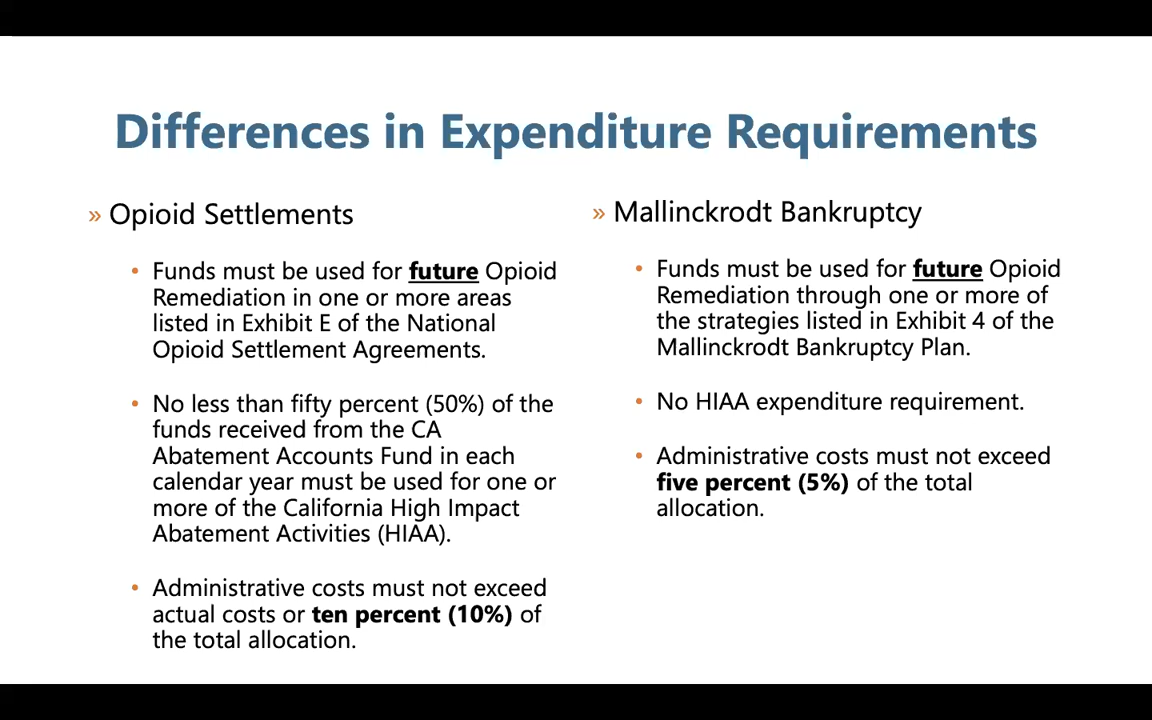 Differences in Expenditure Requirements
» Opioid Settlements
• Funds must be used for future Opioid
Remediation in one or more areas
listed in Exhibit E of the National
Opioid Settlement Agreements.
• No less than fifty percent (50%) of the
funds received from the CA
Abatement Accounts Fund in each
calendar year must be used for one or
more of the California High Impact
Abatement Activities (HIAA).
• Administrative costs must not exceed
actual costs or ten percent (10%) of
the total allocation.
» Mallinckrodt Bankruptcy
• Funds must be used for future Opioid
Remediation through one or more of
the strategies listed in Exhibit 4 of the
Mallinckrodt Bankruptcy Plan.
• No HIAA expenditure requirement.
• Administrative costs must not exceed
five percent (5%) of the total
allocation.